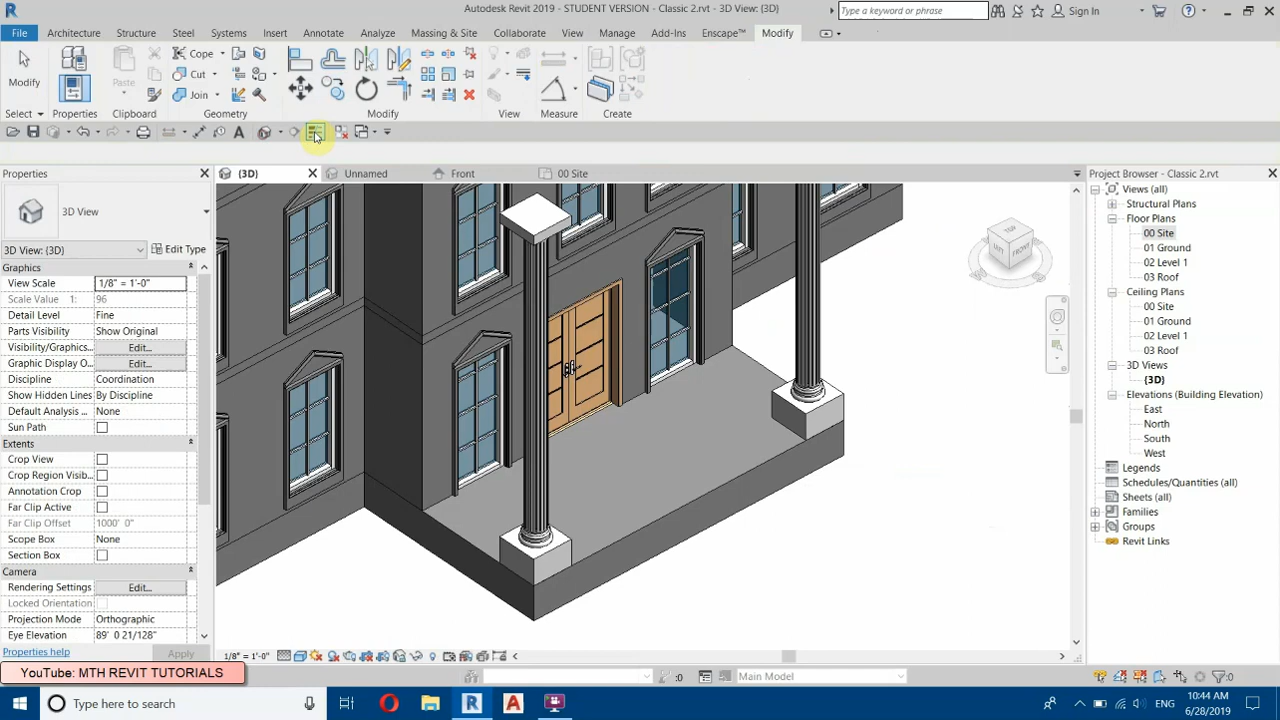 Autodesk Revit 2019 - STUDENT VERSION - Classic 2.rvt - 3D View: {3D}
Type a keyword or phrase
Sign In
File Architecture Structure Steel Systems Insert Annotate Analyze Massing & Site Collaborate View Manage Add-Ins Enscape™ Modify
Modify
Paste
Cope
Cut
Join
Select Properties Clipboard Geometry Modify View Measure Create
Properties
(3D)
Unnamed
Front
00 Site
Project Browser - Classic 2.rvt
3D View
3D View: {3D}
Edit Type
Graphics
View Scale 1/8" = 1'-0"
Scale Value 1: 96
Detail Level Fine
Parts Visibility Show Original
Visibility/Graphics... Edit...
Graphic Display O... Edit...
Discipline Coordination
Show Hidden Lines By Discipline
Default Analysis ... None
Sun Path
Extents
Crop View
Crop Region Visib...
Annotation Crop
Far Clip Active
Far Clip Offset 1000' 0"
Scope Box None
Section Box
Camera
Rendering Settings Edit...
Locked Orientation
Projection Mode Orthographic
Eye Elevation 89' 0 21/128"
Properties help
Apply
FRONT
Views (all)
Structural Plans
Floor Plans
00 Site
01 Ground
02 Level 1
03 Roof
Ceiling Plans
00 Site
01 Ground
02 Level 1
03 Roof
3D Views
{3D}
Elevations (Building Elevation)
East
North
South
West
Legends
Schedules/Quantities (all)
Sheets (all)
Families
Groups
Revit Links
1/8" = 1'-0"
YouTube: MTH REVIT TUTORIALS
:0
Main Model
:0
Type here to search
ENG
10:44 AM
6/28/2019